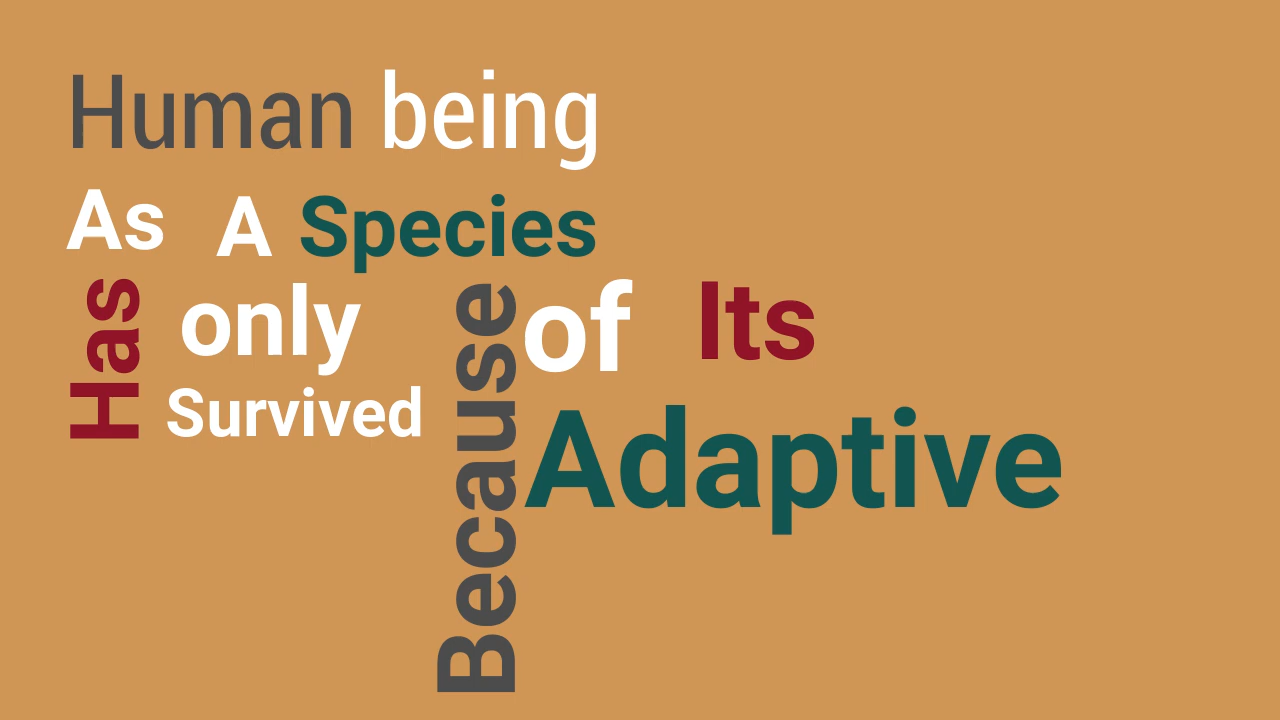 Human being
As A Species
Has
only
Survived
Because
of Its
Adaptive